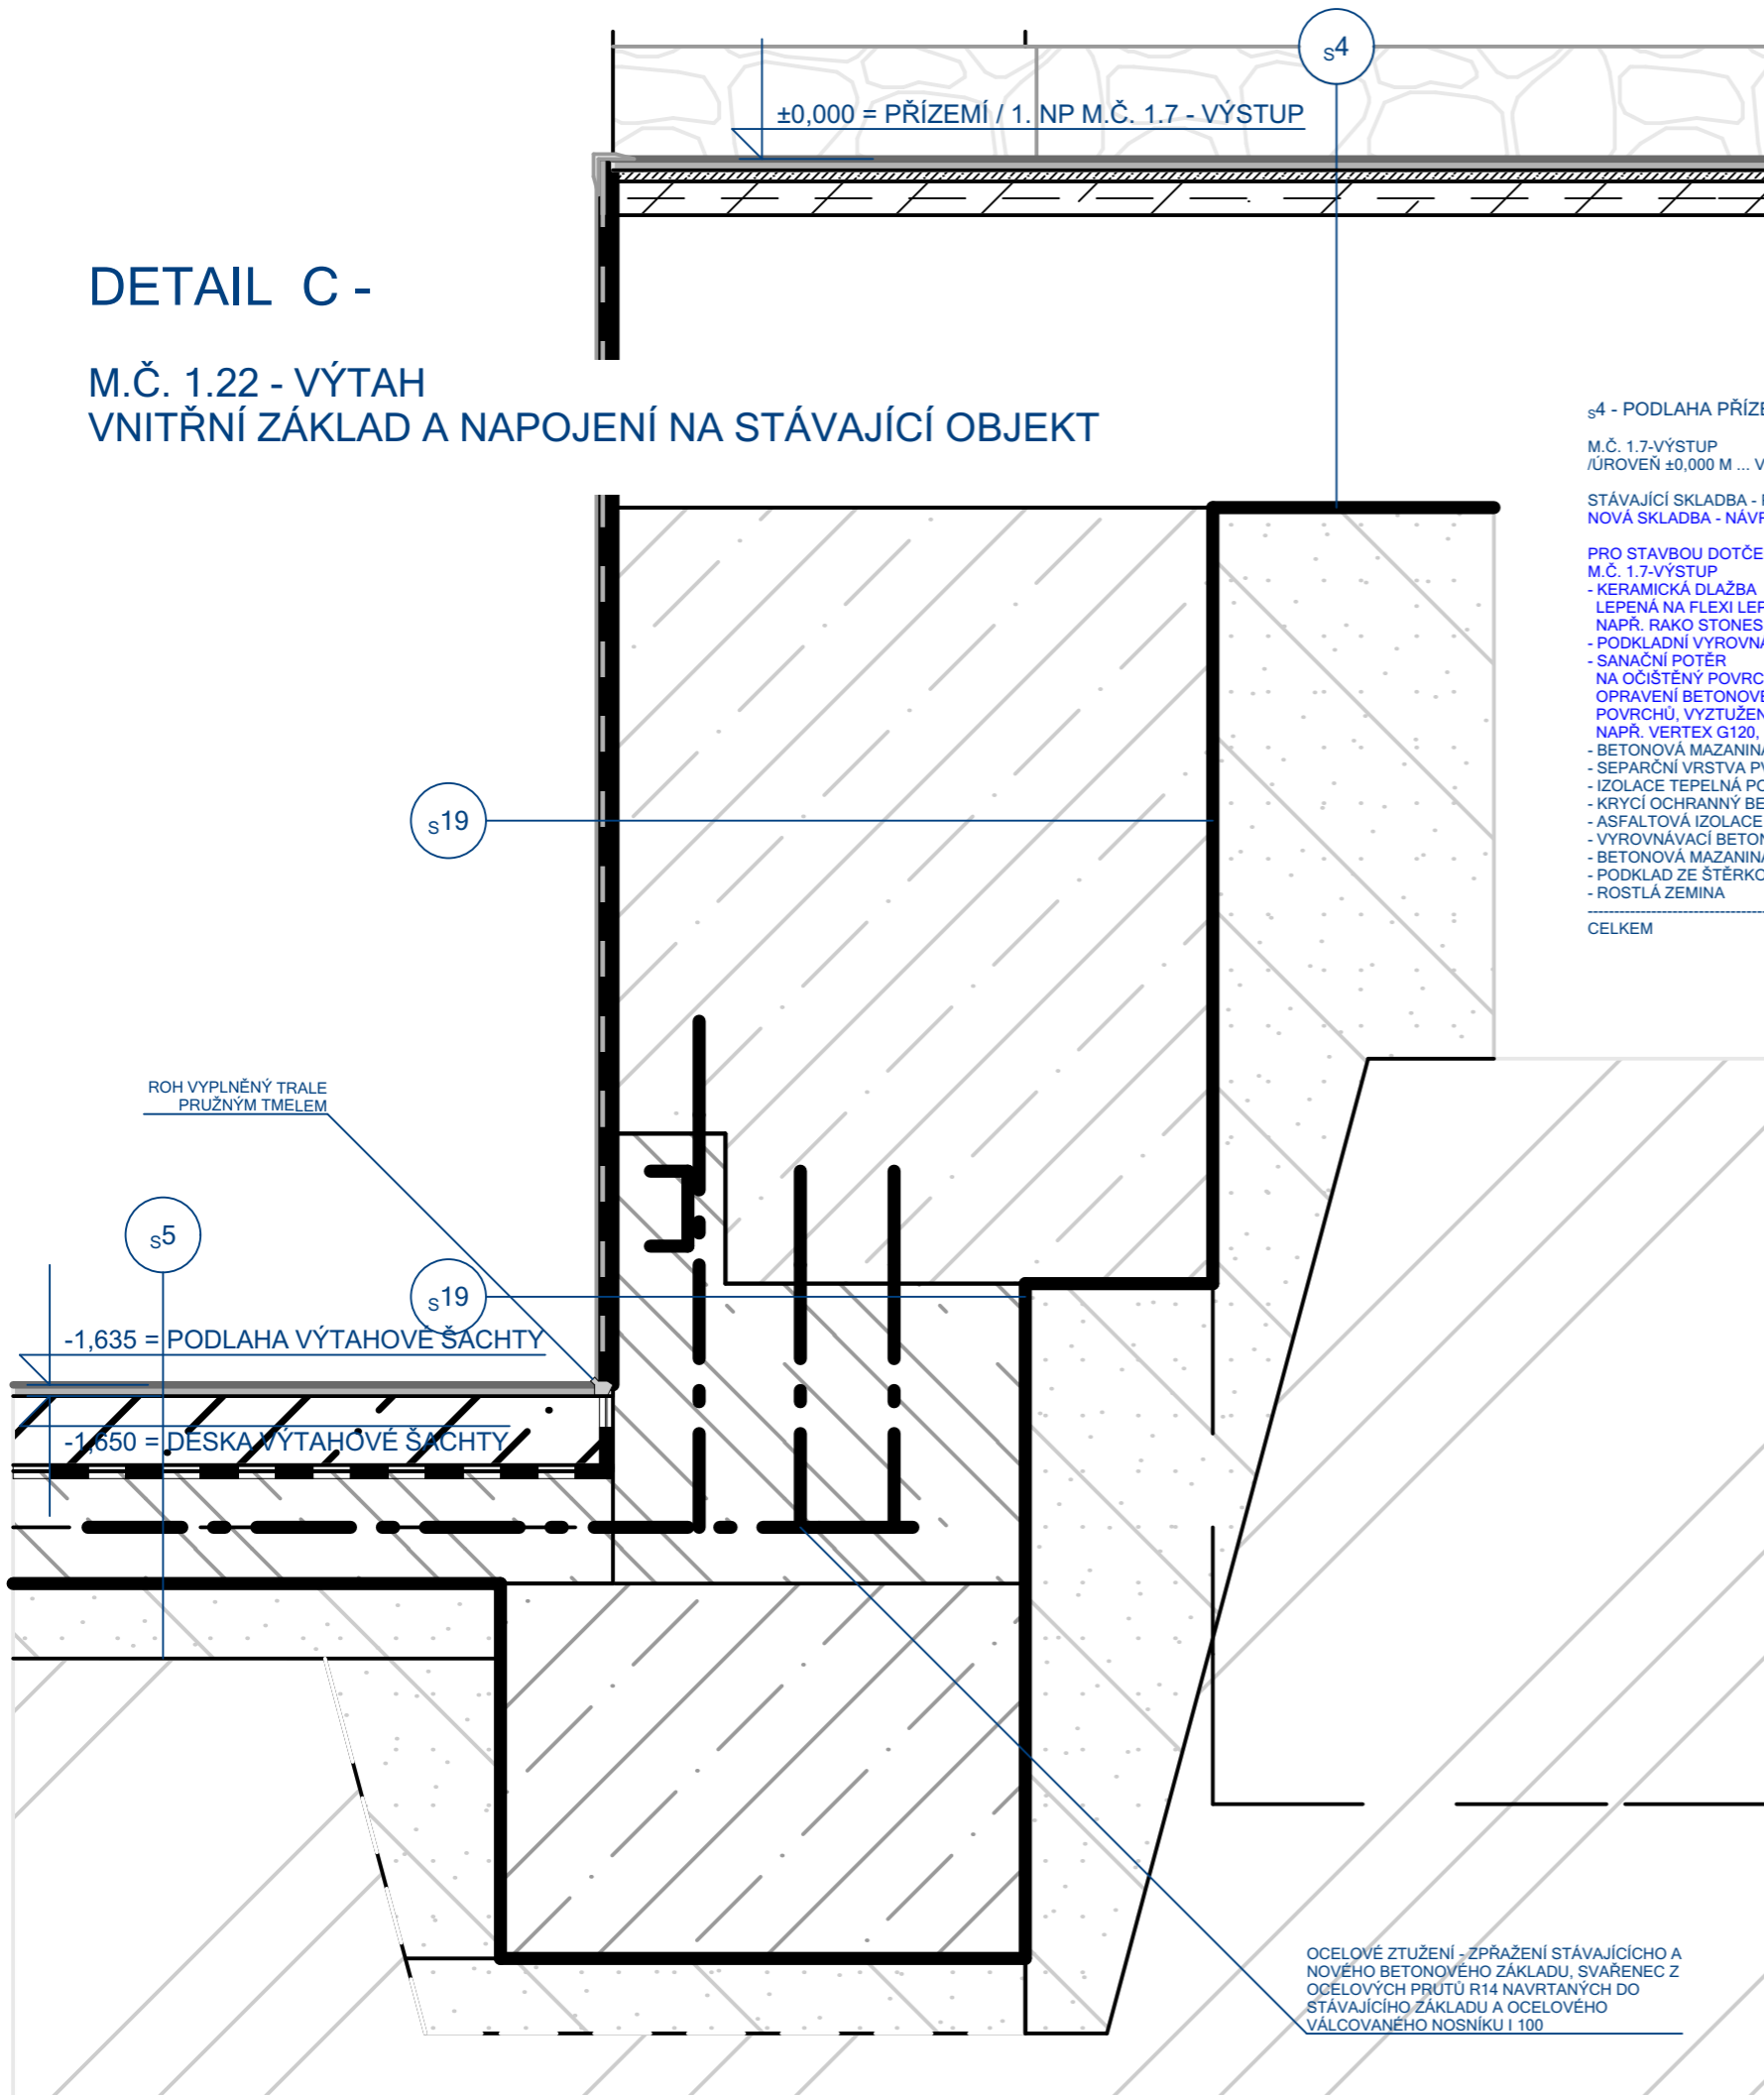 s4
±0,000 = PŘÍZEMÍ / 1. NP M.Č. 1.7 - VÝSTUP
DETAIL C -
M.Č. 1.22 - VÝTAH
VNITŘNÍ ZÁKLAD A NAPOJENÍ NA STÁVAJÍCÍ OBJEKT
s4 - PODLAHA
M.Č. 1.7-VÝSTUP
/ÚROVEŇ ±0,000 M ...
STÁVAJÍCÍ SKLADBA -
NOVÁ SKLADBA -
PRO STAVBOU
M.Č. 1.7-VÝSTUP
- KERAMICKÁ DLAŽBA
LEPENÁ NA FLEXI
NAPŘ. RAKO STONES
- PODKLADNÍ
- SANAČNÍ POTĚR
NA OČIŠTĚNÝ
OPRAVENÍ
POVRCHŮ,
NAPŘ. VERTEX G120,
- BETONOVÁ
- SEPARČNÍ VRSTVA
- IZOLACE TEPELNÁ
- KRYCÍ OCHRANNÝ
- ASFALTOVÁ IZOLACE
- VYROVNÁVACÍ
- BETONOVÁ
- PODKLAD ZE
- ROSTLÁ ZEMINA
CELKEM
s19
ROH VYPLNĚNÝ TRALE
PRUŽNÝM TMELEM
s5
s19
-1,635 = PODLAHA VÝTAHOVÉ ŠACHTY
-1,650 = DESKA VÝTAHOVÉ ŠACHTY
OCELOVÉ ZTUŽENÍ - ZPŘAŽENÍ STÁVAJÍCÍCHO A
NOVÉHO BETONOVÉHO ZÁKLADU, SVAŘENEC Z
OCELOVÝCH PRUTŮ R14 NAVRTANÝCH DO
STÁVAJÍCÍHO ZÁKLADU A OCELOVÉHO
VÁLCOVANÉHO NOSNÍKU I 100